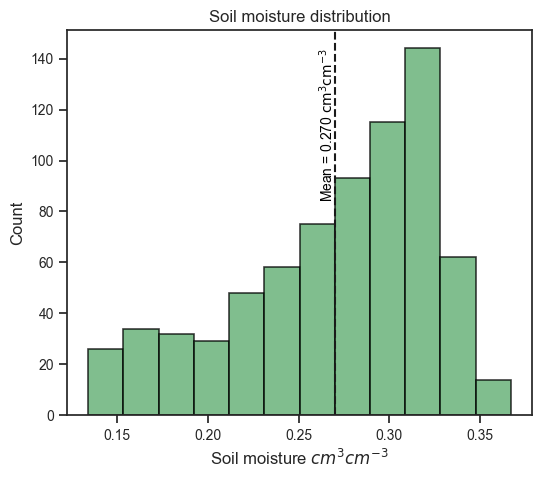 Soil moisture distribution
140
120
100
80
60
40
20
0
Count
Mean = 0.270 cm³cm⁻³
0.15 0.20 0.25 0.30 0.35
Soil moisture cm³cm⁻³